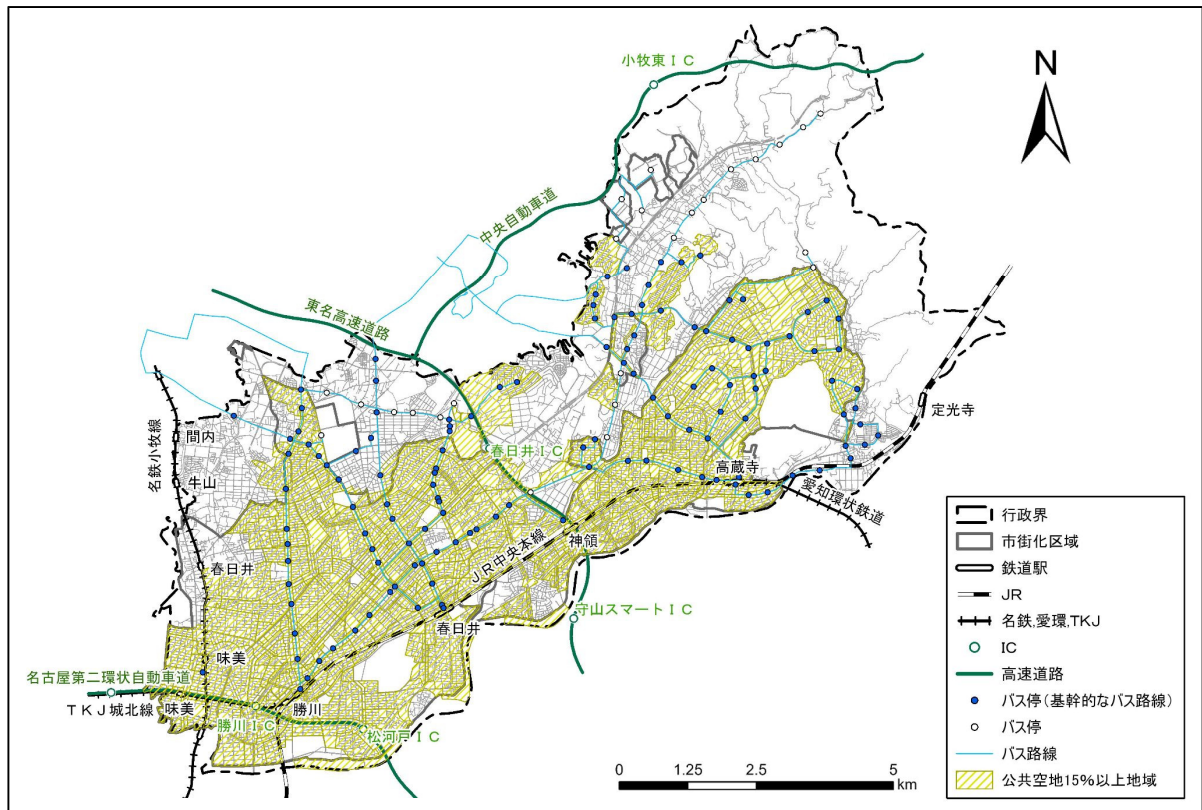 小牧東ＩＣ
N
中央自動車道
東名高速道路
名鉄小牧線
間内
牛山
春日井ＩＣ
定光寺
高蔵寺
愛知環状鉄道
ＪＲ中央本線
神領
春日井
守山スマートＩＣ
春日井
味美
名古屋第二環状自動車道
ＴＫＪ城北線
味美
勝川
勝川ＩＣ
松河戸ＩＣ
行政界
市街化区域
鉄道駅
JR
名鉄,愛環,TKJ
IC
高速道路
バス停(基幹的なバス路線)
バス停
バス路線
公共空地15%以上地域
0 1.25 2.5 5
km